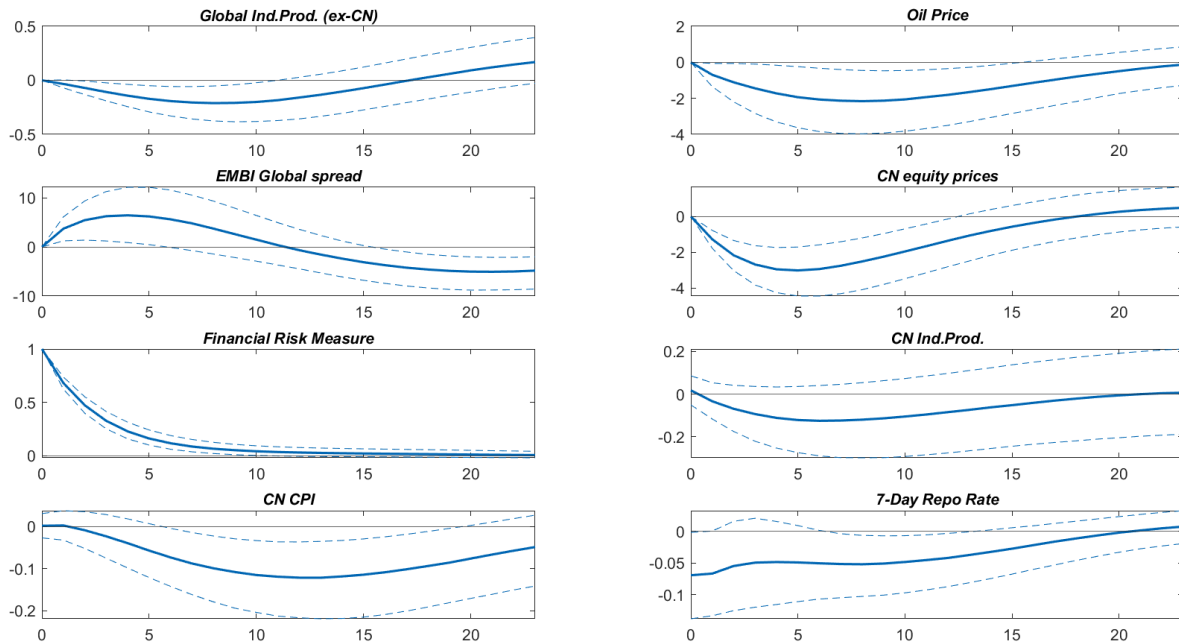 Global Ind.Prod. (ex-CN)
0.5
0
-0.5
0 5 10 15 20
Oil Price
2
0
-2
-4
0 5 10 15 20
EMBI Global spread
10
0
-10
0 5 10 15 20
CN equity prices
0
-2
-4
0 5 10 15 20
Financial Risk Measure
1
0.5
0
0 5 10 15 20
CN Ind.Prod.
0.2
0
-0.2
0 5 10 15 20
CN CPI
0
-0.1
-0.2
0 5 10 15 20
7-Day Repo Rate
0
-0.05
-0.1
0 5 10 15 20